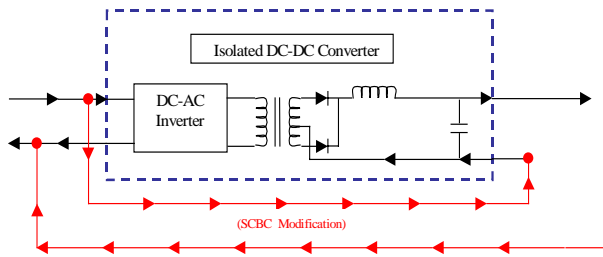 Isolated DC-DC Converter
DC-AC
Inverter
(SCBC Modification)